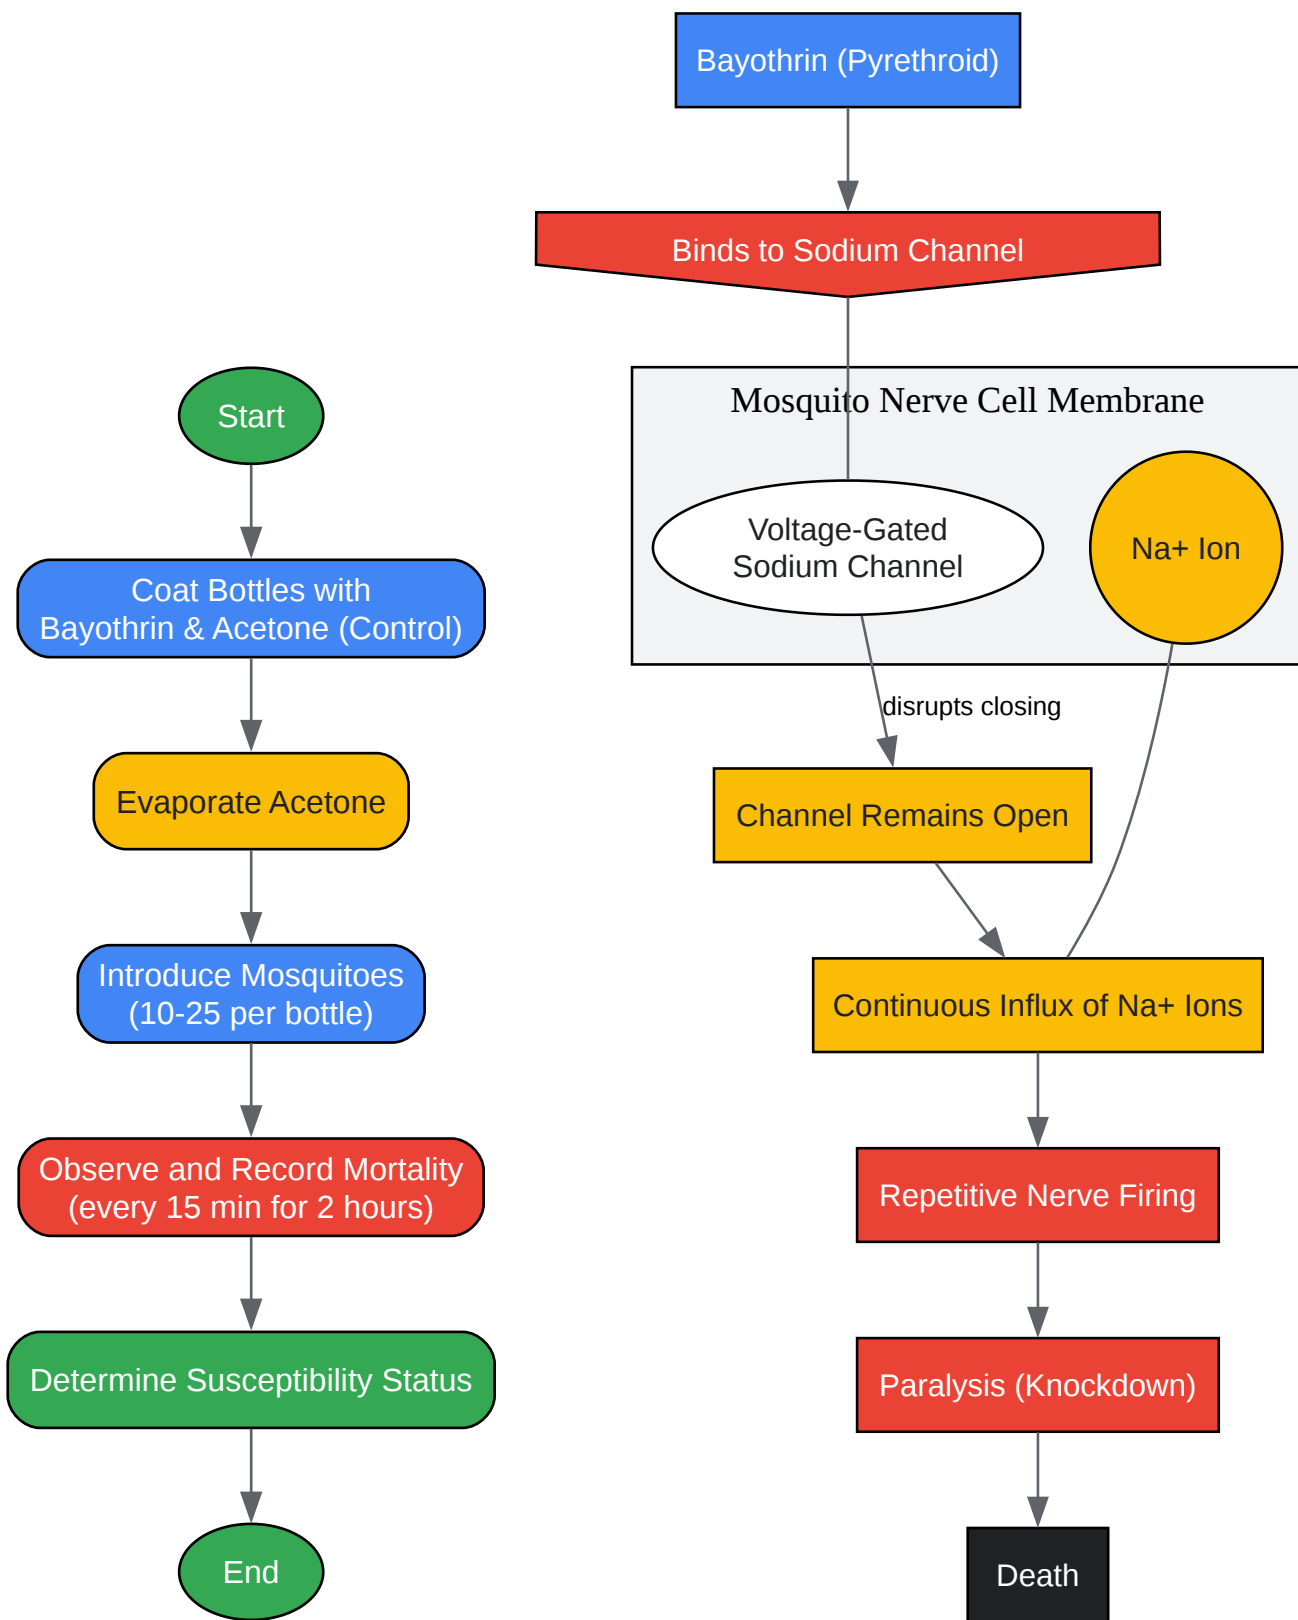 Start
Coat Bottles with
Bayothrin & Acetone (Control)
Evaporate Acetone
Introduce Mosquitoes
(10-25 per bottle)
Observe and Record Mortality
(every 15 min for 2 hours)
Determine Susceptibility Status
End
Bayothrin (Pyrethroid)
Binds to Sodium Channel
Mosquito Nerve Cell Membrane
Voltage-Gated
Sodium Channel
Na+ Ion
disrupts closing
Channel Remains Open
Continuous Influx of Na+ Ions
Repetitive Nerve Firing
Paralysis (Knockdown)
Death